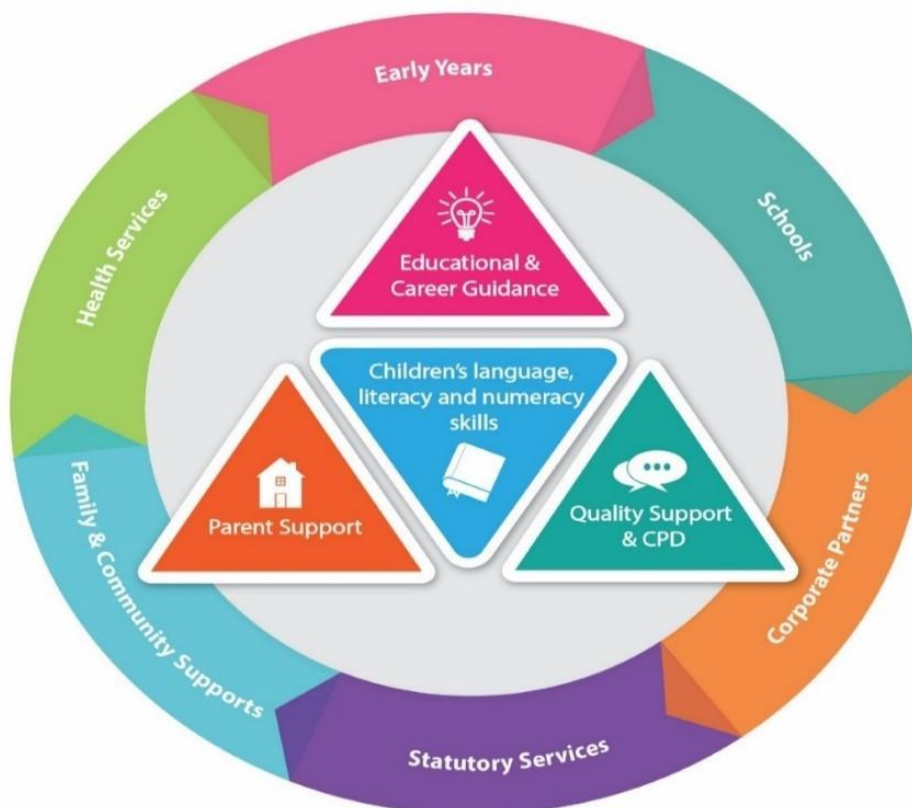 Early Years
Schools
Corporate Partners
Statutory Services
Family & Community Supports
Health Services
Educational &
Career Guidance
Children's language,
literacy and numeracy
skills
Parent Support
Quality Support
& CPD